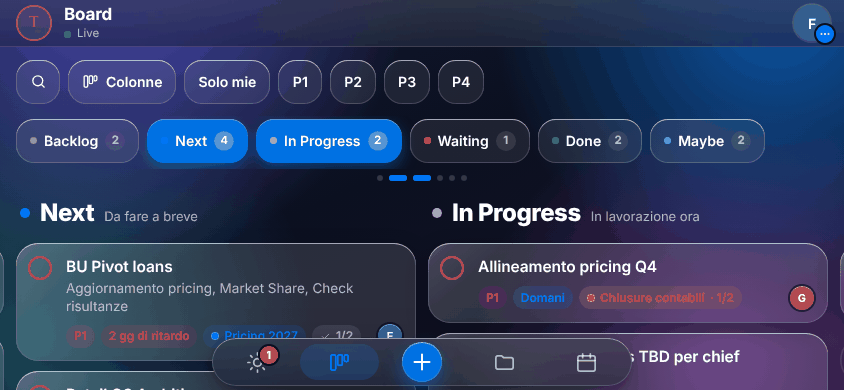 T
Board
Live
F
Colonne
Solo mie
P1
P2
P3
P4
Backlog 2
Next 4
In Progress 2
Waiting 1
Done 2
Maybe 2
Next Da fare a breve
In Progress In lavorazione ora
BU Pivot loans
Aggiornamento pricing, Market Share, Check
risultanze
P1 2 gg di ritardo Pricing 2027 1/2
Allineamento pricing Q4
P1 Domani Chiusure contabili · 1/2 G
1
TBD per chief